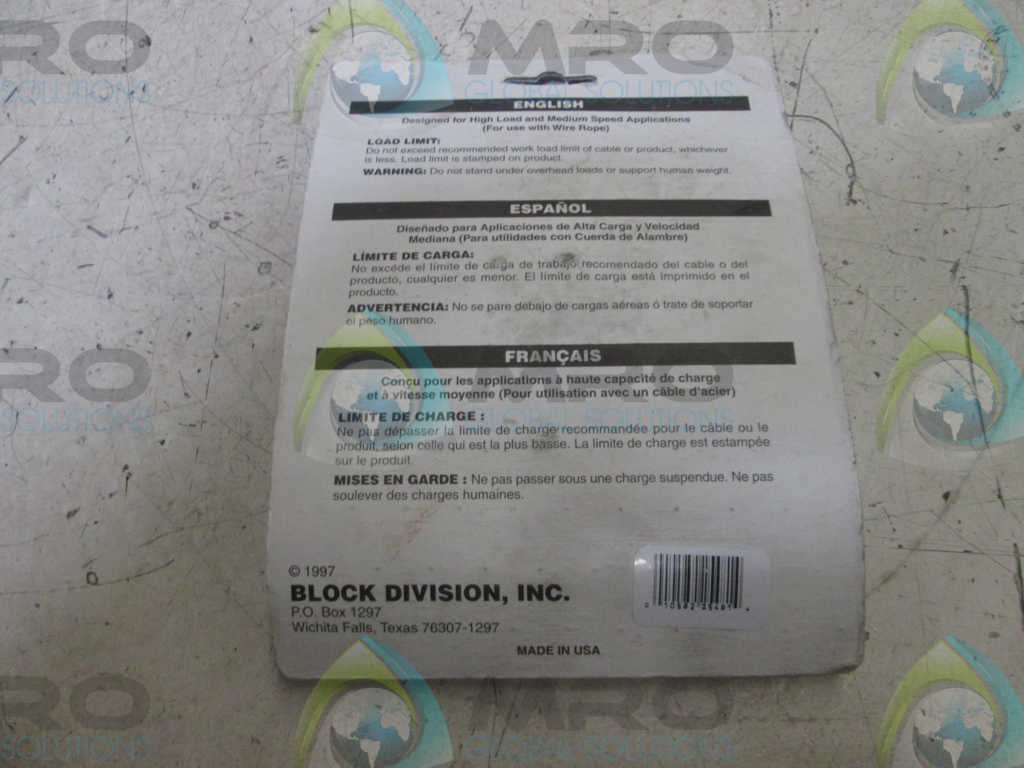 ENGLISH
Designed for High Load and Medium Speed Applications
(For use with Wire Rope)
LOAD LIMIT:
Do not exceed recommended work load limit of cable or product, whichever
is less. Load limit is stamped on product.
WARNING: Do not stand under overhead loads or support human weight.
ESPAÑOL
Diseñado para Aplicaciones de Alta Carga y Velocidad
Mediana (Para utilidades con Cuerda de Alambre)
LÍMITE DE CARGA:
No excéde el límite de carga de trabajo recomendado del cable o del
producto, cualquier es menor. El límite de carga está imprimido en el
producto.
ADVERTENCIA: No se pare debajo de cargas aéreas ó trate de soportar
el peso humano.
FRANÇAIS
Conçu pour les applications à haute capacité de charge
et à vitesse moyenne (Pour utilisation avec un câble d'acier)
LIMITE DE CHARGE :
Ne pas dépasser la limite de charge recommandée pour le câble ou le
produit, selon celle qui est la plus basse. La limite de charge est estampée
sur le produit.
MISES EN GARDE : Ne pas passer sous une charge suspendue. Ne pas
soulever des charges humaines.
© 1997
BLOCK DIVISION, INC.
P.O. Box 1297
Wichita Falls, Texas 76307-1297
MADE IN USA
MRO
GLOBAL SOLUTIONS